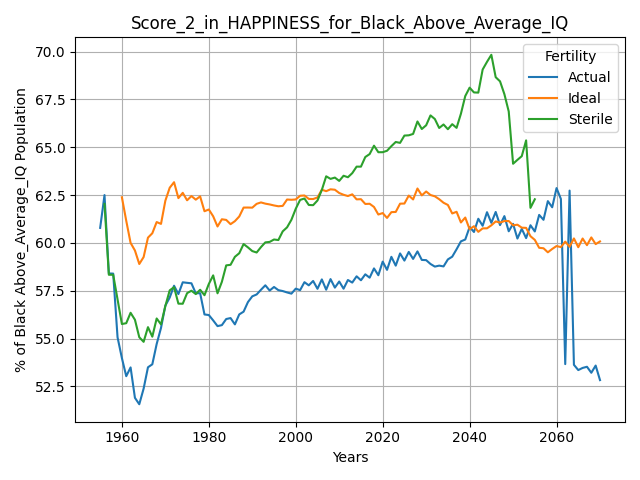 Score_2_in_HAPPINESS_for_Black_Above_Average_IQ
70.0
67.5
65.0
62.5
60.0
57.5
55.0
52.5
% of Black Above_Average_IQ Population
Fertility
Actual
Ideal
Sterile
1960 1980 2000 2020 2040 2060
Years